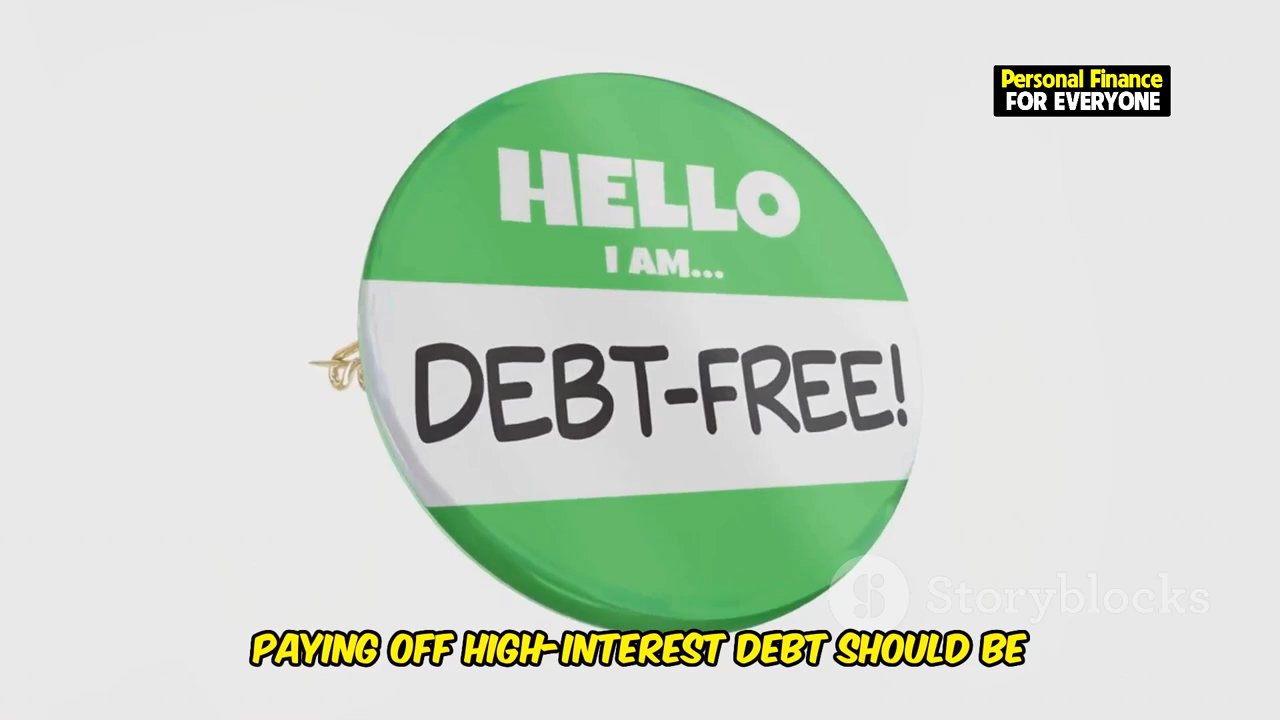 Personal Finance
FOR EVERYONE
HELLO
I AM...
DEBT-FREE!
Storyblocks
PAYING OFF HIGH-INTEREST DEBT SHOULD BE